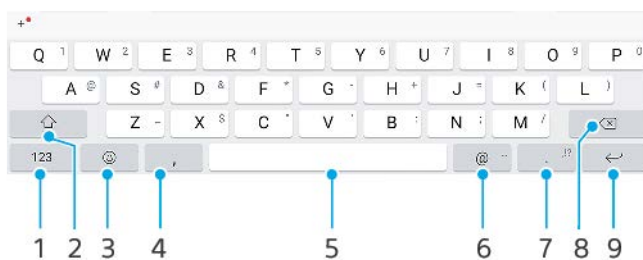 +
Q 1 W 2 E 3 R 4 T 5 Y 6 U 7 I 8 O 9 P 0
A @ S # D & F * G - H + J = K ( L )
Z _ X $ C " V ' B : N ; M /
123 , @ . !?
1 2 3 4 5 6 7 8 9